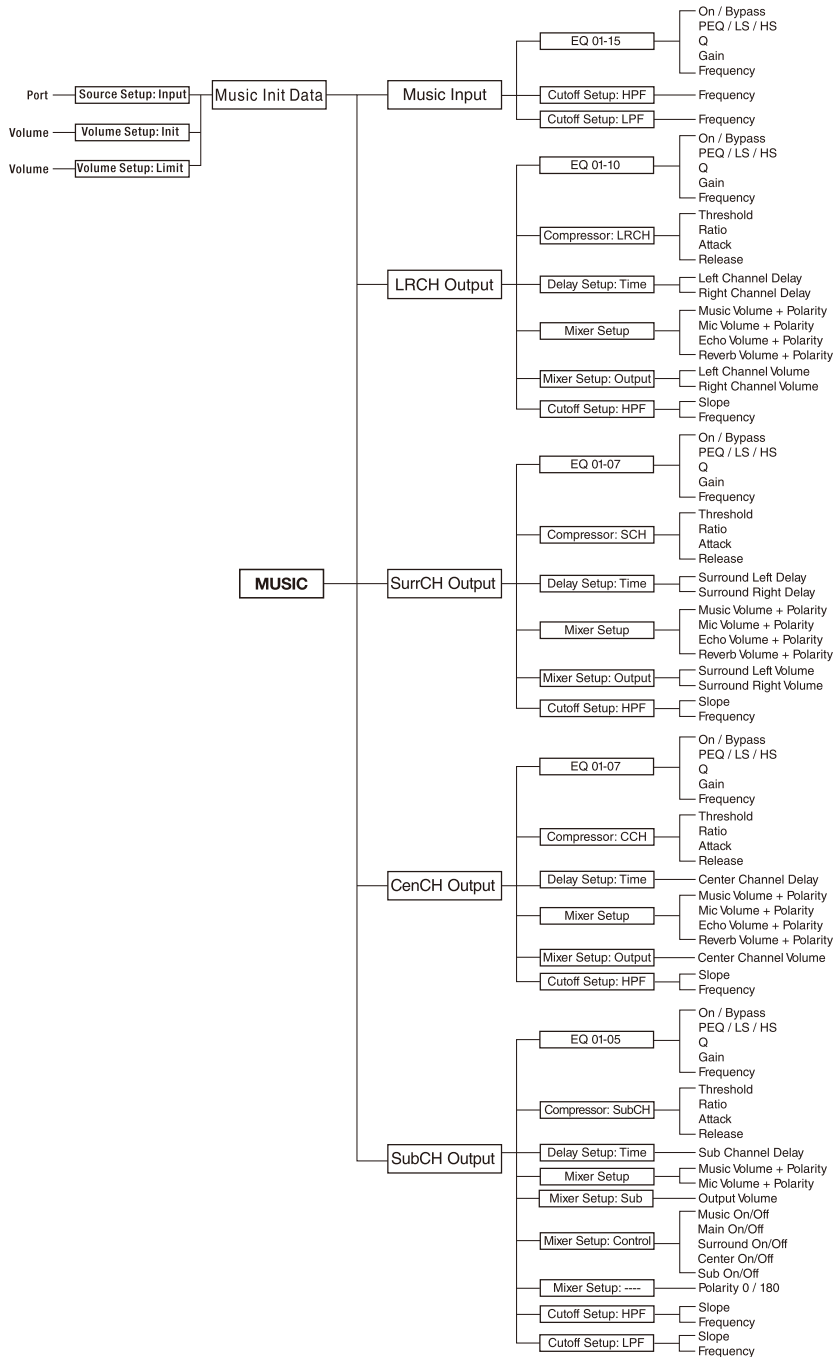 Port
Source Setup: Input
Volume
Volume Setup: Init
Volume
Volume Setup: Limit
Music Init Data
MUSIC
Music Input
EQ 01-15
On / Bypass
PEQ / LS / HS
Q
Gain
Frequency
Cutoff Setup: HPF
Frequency
Cutoff Setup: LPF
Frequency
LRCH Output
EQ 01-10
On / Bypass
PEQ / LS / HS
Q
Gain
Frequency
Compressor: LRCH
Threshold
Ratio
Attack
Release
Delay Setup: Time
Left Channel Delay
Right Channel Delay
Mixer Setup
Music Volume + Polarity
Mic Volume + Polarity
Echo Volume + Polarity
Reverb Volume + Polarity
Mixer Setup: Output
Left Channel Volume
Right Channel Volume
Cutoff Setup: HPF
Slope
Frequency
SurrCH Output
EQ 01-07
On / Bypass
PEQ / LS / HS
Q
Gain
Frequency
Compressor: SCH
Threshold
Ratio
Attack
Release
Delay Setup: Time
Surround Left Delay
Surround Right Delay
Mixer Setup
Music Volume + Polarity
Mic Volume + Polarity
Echo Volume + Polarity
Reverb Volume + Polarity
Mixer Setup: Output
Surround Left Volume
Surround Right Volume
Cutoff Setup: HPF
Slope
Frequency
CenCH Output
EQ 01-07
On / Bypass
PEQ / LS / HS
Q
Gain
Frequency
Compressor: CCH
Threshold
Ratio
Attack
Release
Delay Setup: Time
Center Channel Delay
Mixer Setup
Music Volume + Polarity
Mic Volume + Polarity
Echo Volume + Polarity
Reverb Volume + Polarity
Mixer Setup: Output
Center Channel Volume
Cutoff Setup: HPF
Slope
Frequency
SubCH Output
EQ 01-05
On / Bypass
PEQ / LS / HS
Q
Gain
Frequency
Compressor: SubCH
Threshold
Ratio
Attack
Release
Delay Setup: Time
Sub Channel Delay
Mixer Setup
Music Volume + Polarity
Mic Volume + Polarity
Mixer Setup: Sub
Output Volume
Mixer Setup: Control
Music On/Off
Main On/Off
Surround On/Off
Center On/Off
Sub On/Off
Mixer Setup: ----
Polarity 0 / 180
Cutoff Setup: HPF
Slope
Frequency
Cutoff Setup: LPF
Slope
Frequency